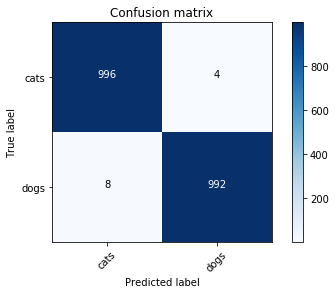 Confusion matrix
cats
996
4
dogs
8
992
True label
cats
dogs
Predicted label
800
600
400
200